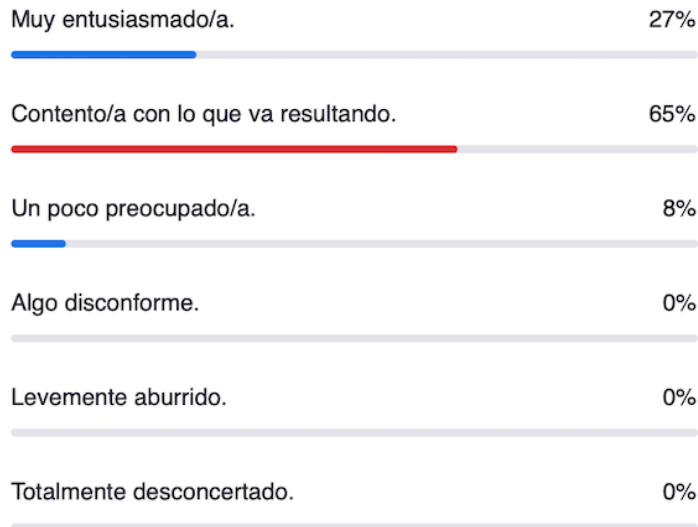 Muy entusiasmado/a. 27%
Contento/a con lo que va resultando. 65%
Un poco preocupado/a. 8%
Algo disconforme. 0%
Levemente aburrido. 0%
Totalmente desconcertado. 0%